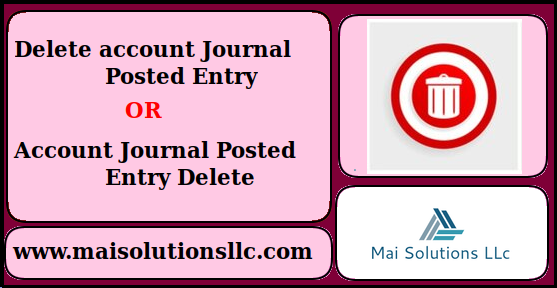 Delete account Journal
Posted Entry
OR
Account Journal Posted
Entry Delete
www.maisolutionsllc.com
Mai Solutions LLc